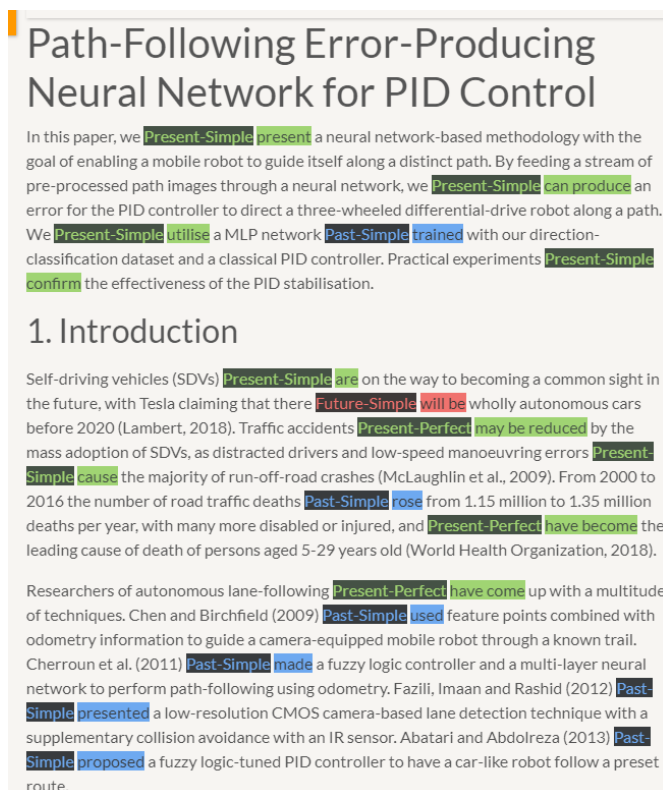 Path-Following Error-Producing
Neural Network for PID Control
In this paper, we Present-Simple present a neural network-based methodology with the
goal of enabling a mobile robot to guide itself along a distinct path. By feeding a stream of
pre-processed path images through a neural network, we Present-Simple can produce an
error for the PID controller to direct a three-wheeled differential-drive robot along a path.
We Present-Simple utilise a MLP network Past-Simple trained with our direction-
classification dataset and a classical PID controller. Practical experiments Present-Simple
confirm the effectiveness of the PID stabilisation.
1. Introduction
Self-driving vehicles (SDVs) Present-Simple are on the way to becoming a common sight in
the future, with Tesla claiming that there Future-Simple will be wholly autonomous cars
before 2020 (Lambert, 2018). Traffic accidents Present-Perfect may be reduced by the
mass adoption of SDVs, as distracted drivers and low-speed manoeuvring errors Present-
Simple cause the majority of run-off-road crashes (McLaughlin et al., 2009). From 2000 to
2016 the number of road traffic deaths Past-Simple rose from 1.15 million to 1.35 million
deaths per year, with many more disabled or injured, and Present-Perfect have become the
leading cause of death of persons aged 5-29 years old (World Health Organization, 2018).
Researchers of autonomous lane-following Present-Perfect have come up with a multitude
of techniques. Chen and Birchfield (2009) Past-Simple used feature points combined with
odometry information to guide a camera-equipped mobile robot through a known trail.
Cherroun et al. (2011) Past-Simple made a fuzzy logic controller and a multi-layer neural
network to perform path-following using odometry. Fazili, Imaan and Rashid (2012) Past-
Simple presented a low-resolution CMOS camera-based lane detection technique with a
supplementary collision avoidance with an IR sensor. Abatari and Abdolreza (2013) Past-
Simple proposed a fuzzy logic-tuned PID controller to have a car-like robot follow a preset
route.